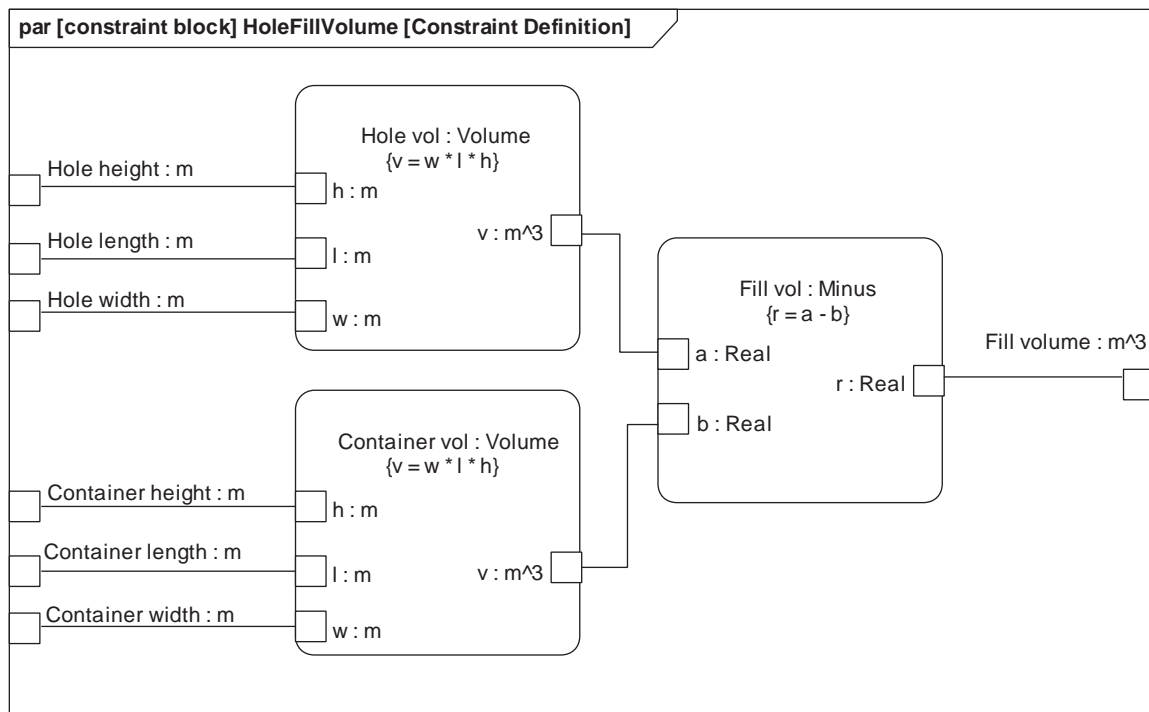 par [constraint block] HoleFillVolume [Constraint Definition]
Hole vol : Volume
{v = w * l * h}
Hole height : m
h : m
Hole length : m
l : m
v : m^3
Hole width : m
w : m
Fill vol : Minus
{r = a - b}
a : Real
Fill volume : m^3
r : Real
b : Real
Container vol : Volume
{v = w * l * h}
Container height : m
h : m
Container length : m
l : m
v : m^3
Container width : m
w : m